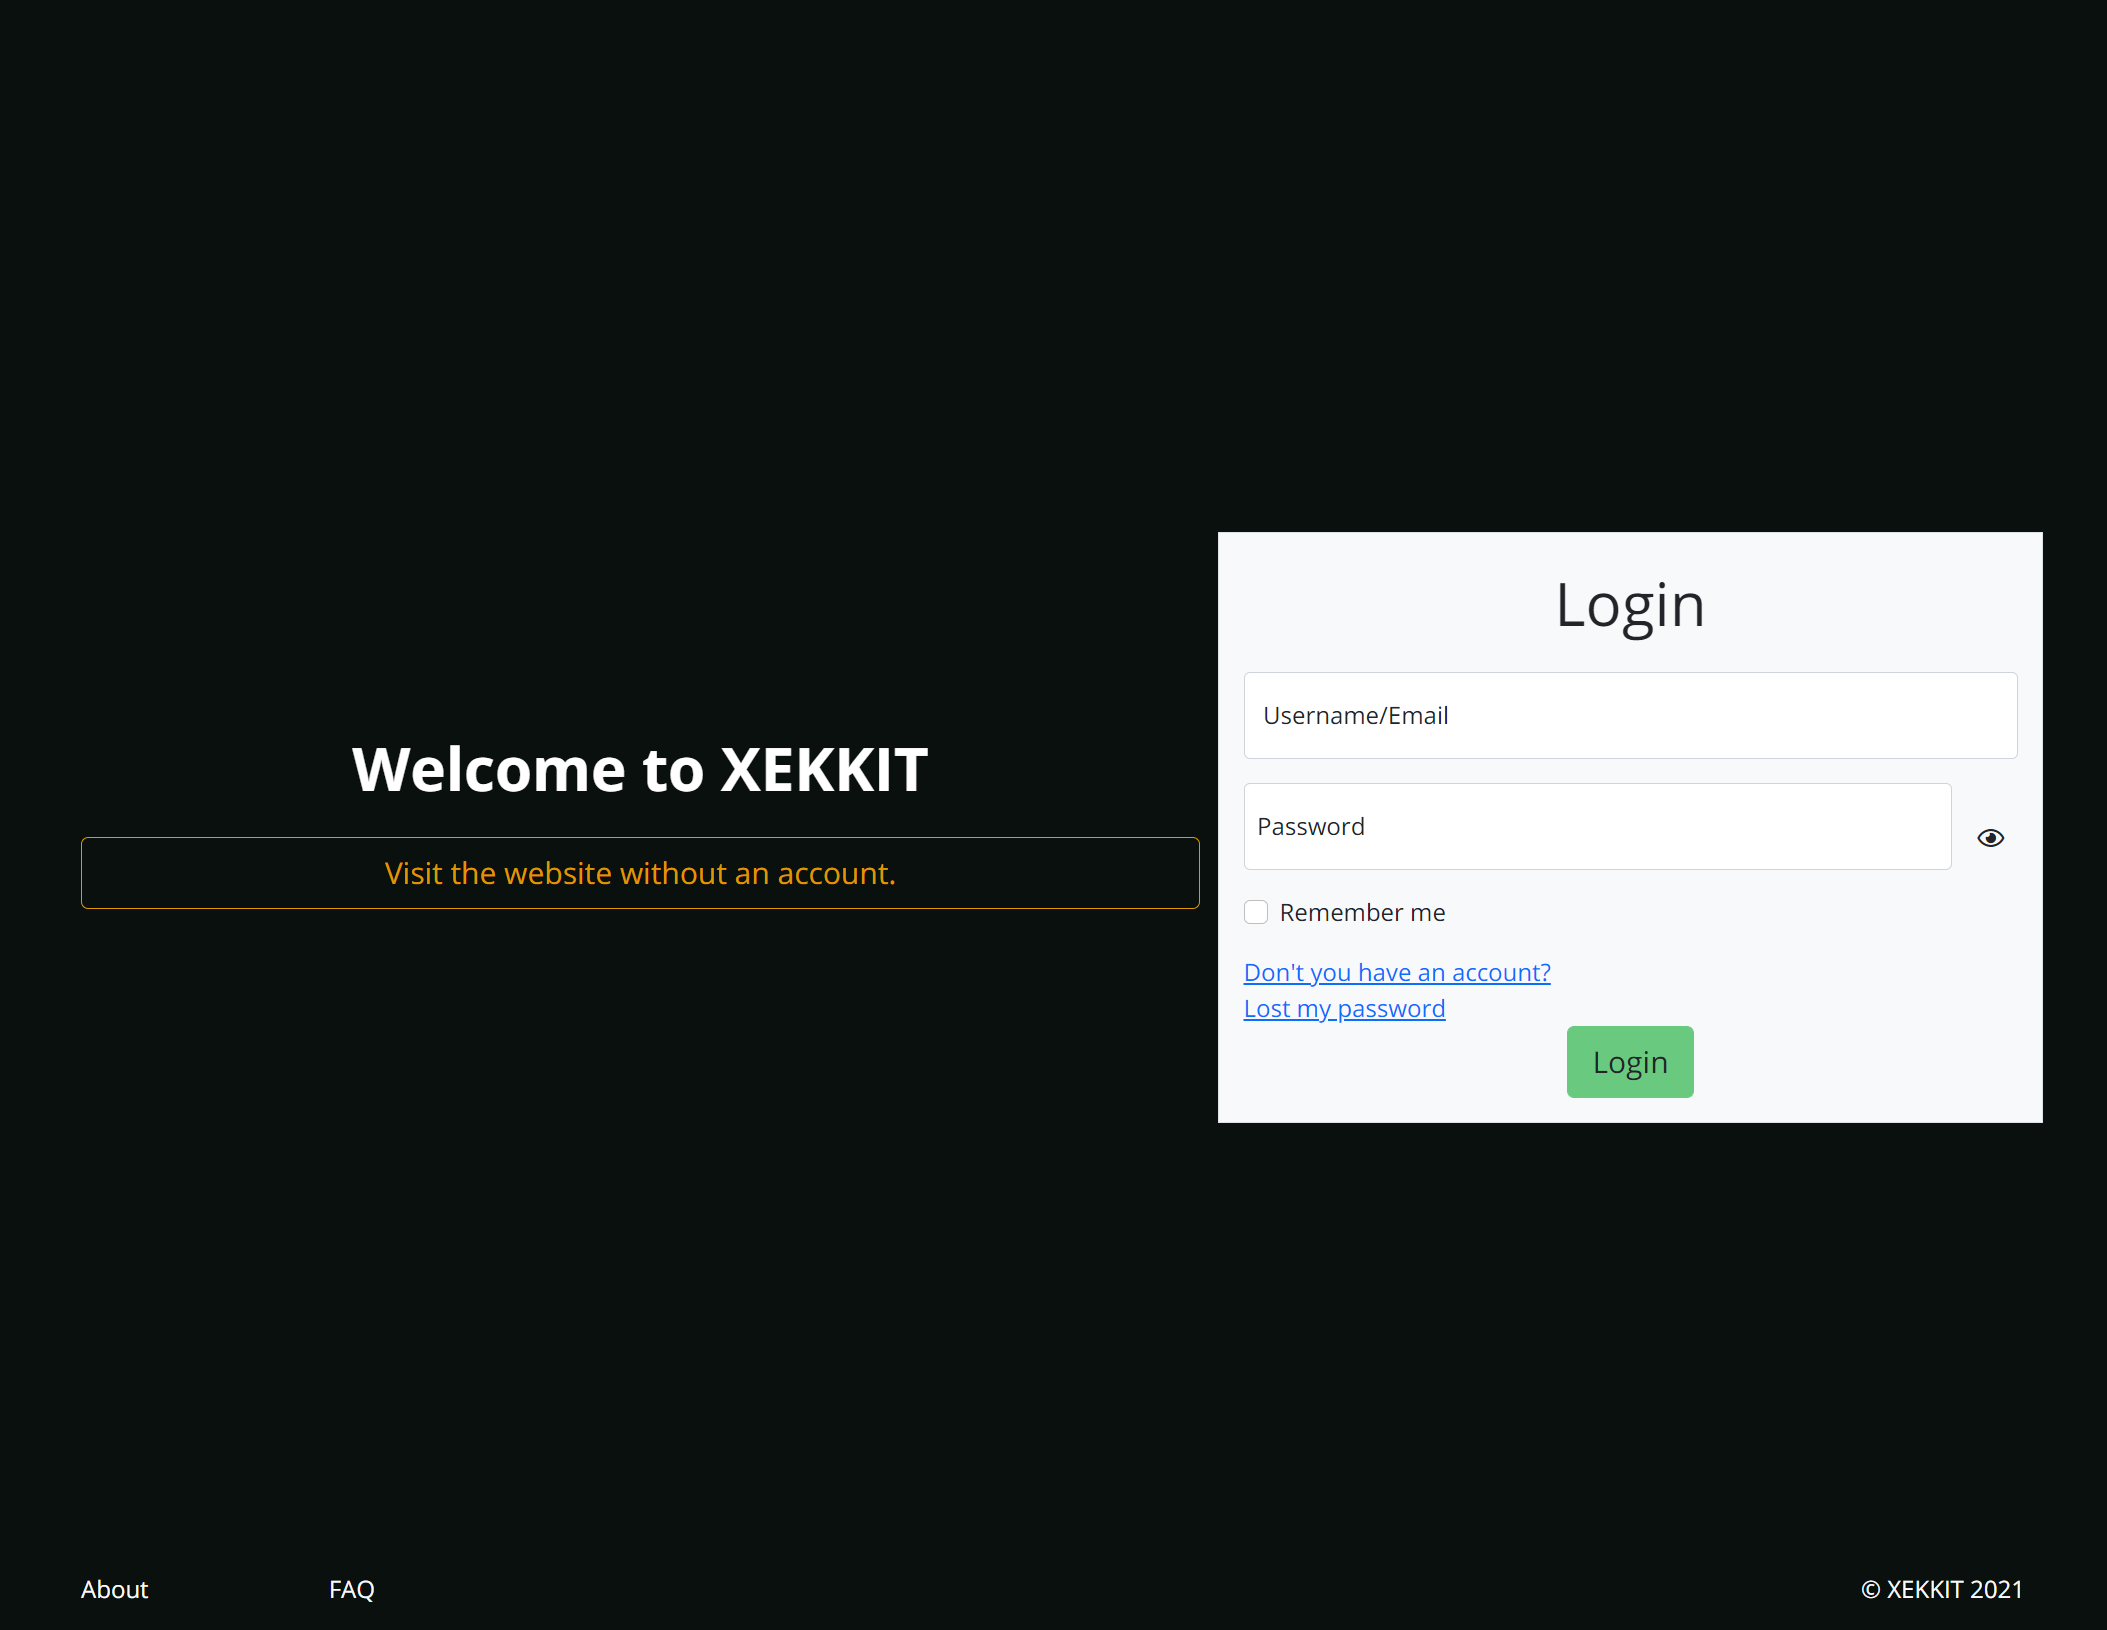 Welcome to XEKKIT
Visit the website without an account.
Login
Username/Email
Password
Remember me
Don't you have an account?
Lost my password
Login
About
FAQ
© XEKKIT 2021